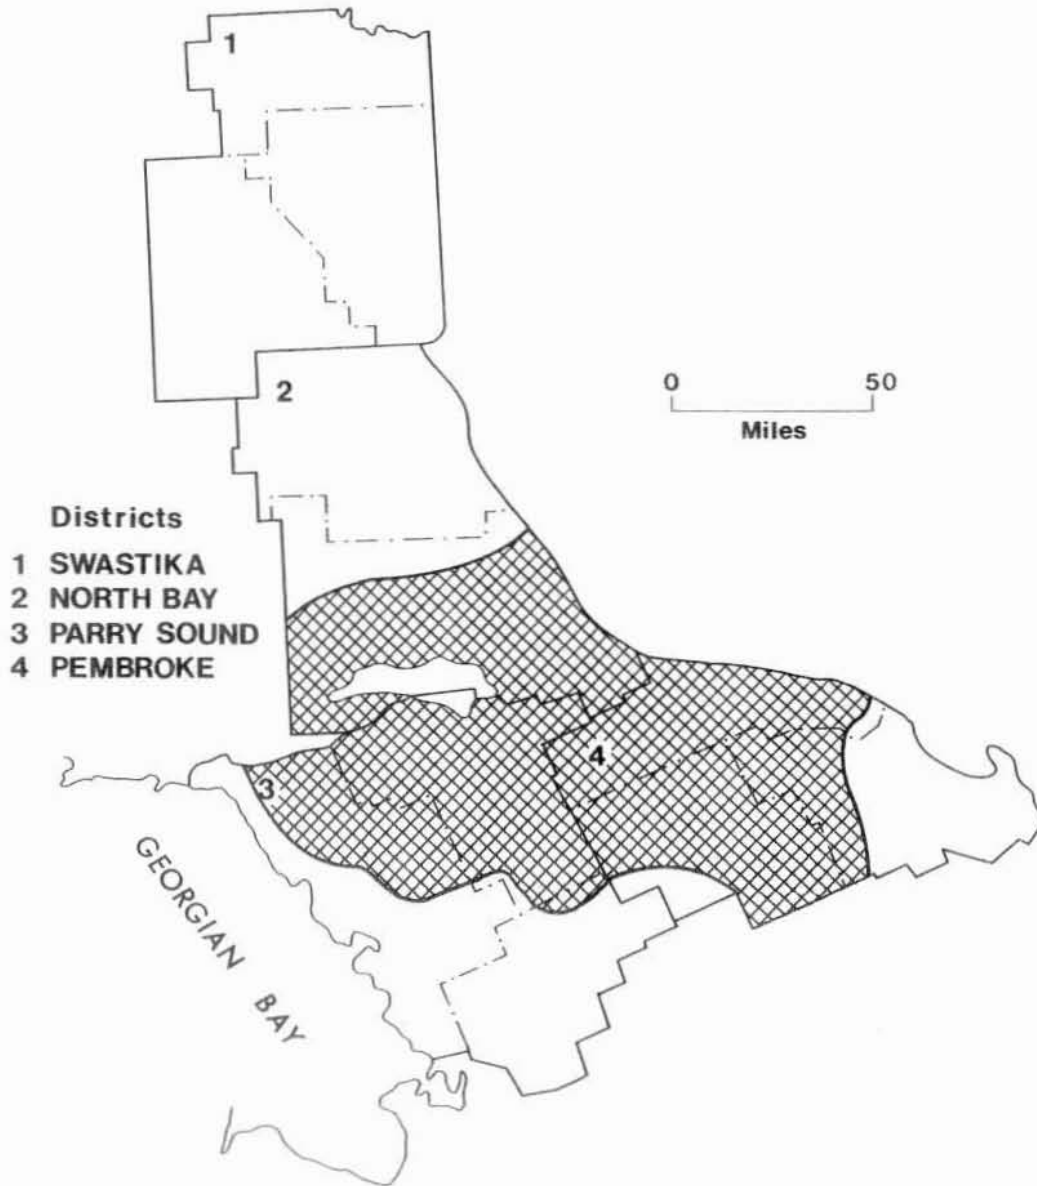 1
2
0 50
Miles
Districts
1 SWASTIKA
2 NORTH BAY
3 PARRY SOUND
4 PEMBROKE
4
3
GEORGIAN BAY